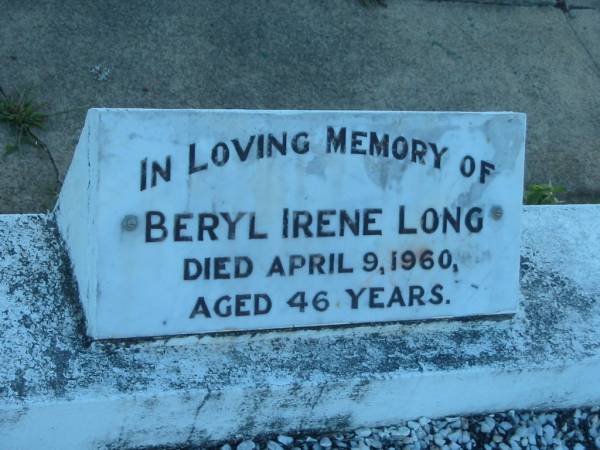 IN LOVING MEMORY OF
BERYL IRENE LONG
DIED APRIL 9, 1960,
AGED 46 YEARS.